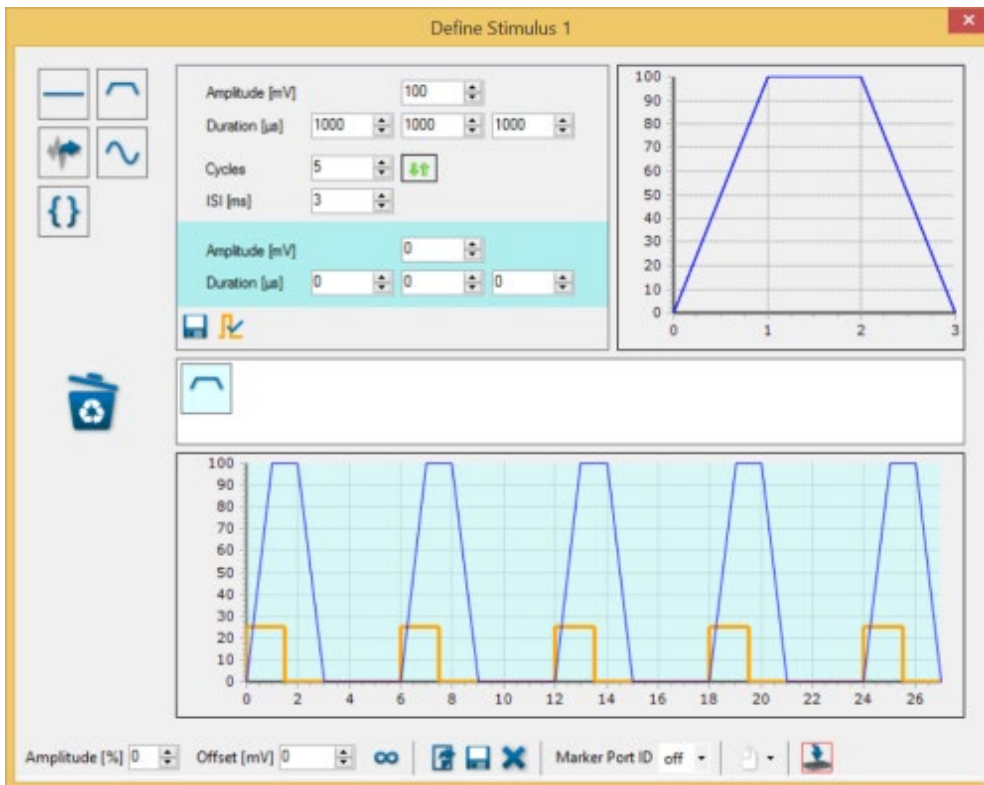 Define Stimulus 1
Amplitude [mV] 100
Duration [µs] 1000 1000 1000
Cycles 5
ISI [ms] 3
Amplitude [mV] 0
Duration [µs] 0 0 0
100
90
80
70
60
50
40
30
20
10
0
0 1 2 3
100
90
80
70
60
50
40
30
20
10
0
0 2 4 6 8 10 12 14 16 18 20 22 24 26
Amplitude [%] 0 Offset [mV] 0 Marker Port ID off